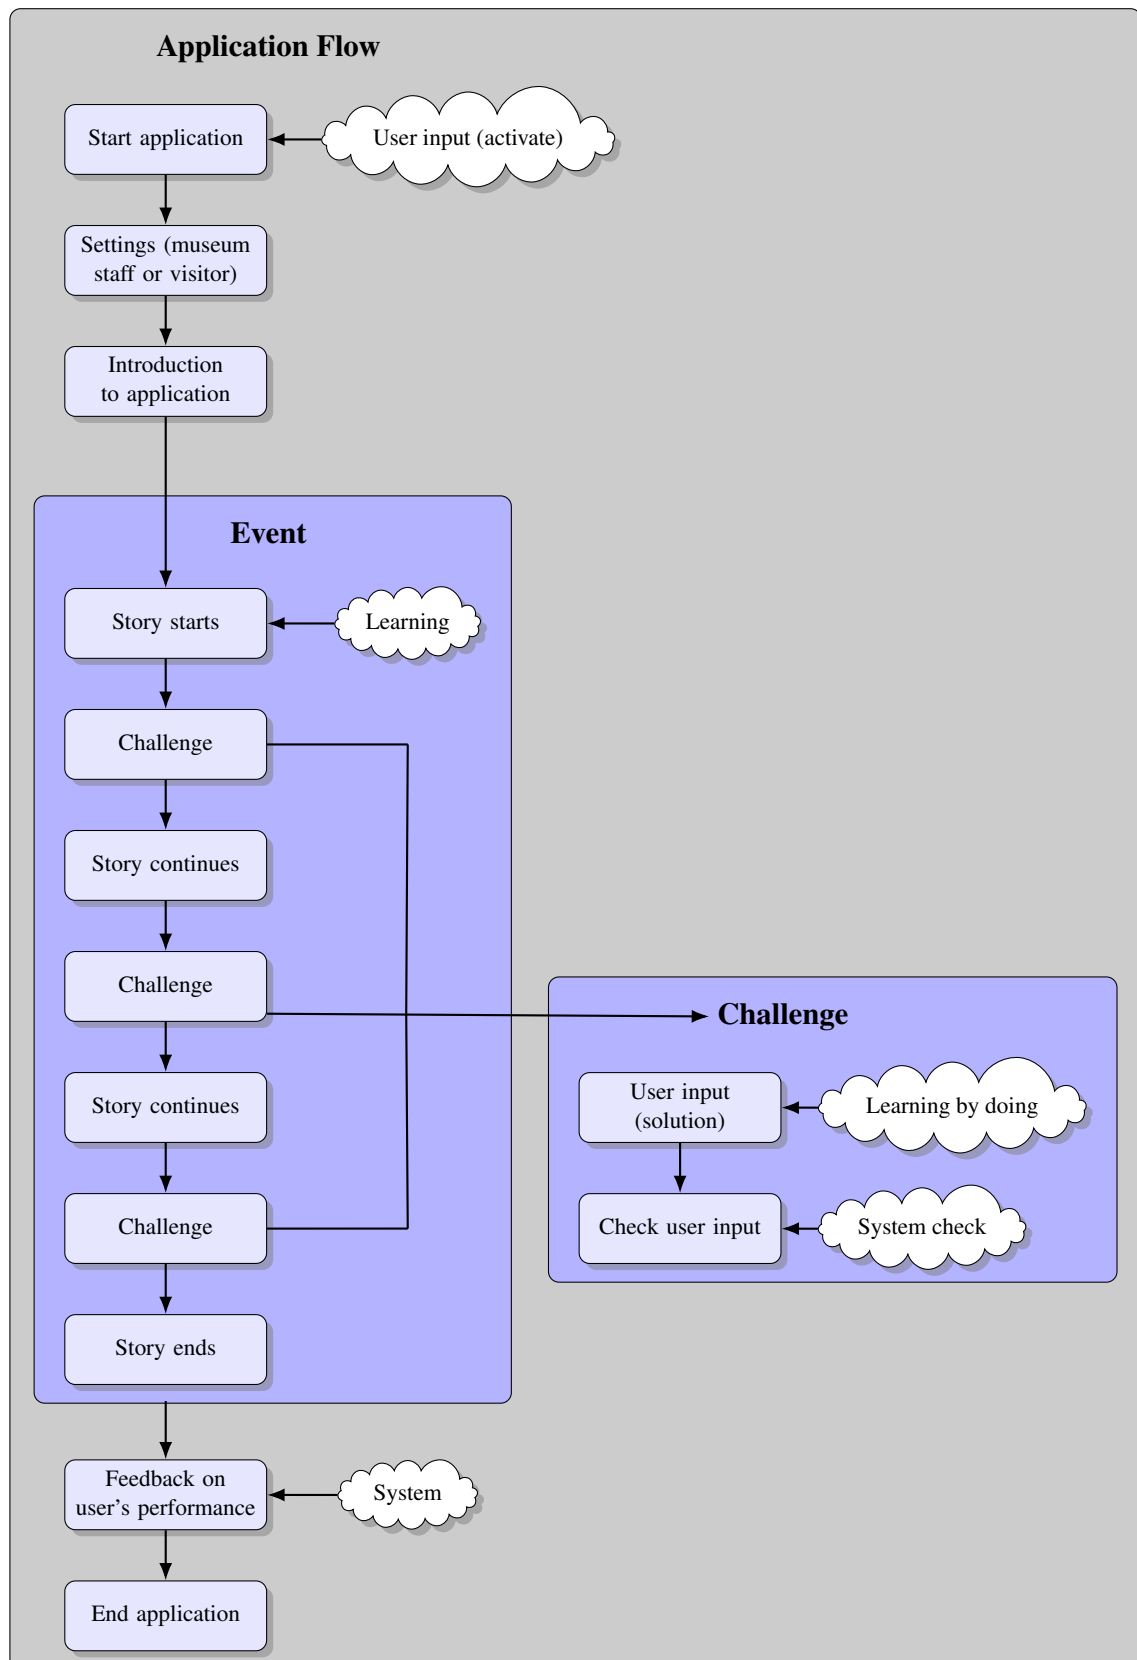 Application Flow
Start application
User input (activate)
Settings (museum
staff or visitor)
Introduction
to application
Event
Story starts
Learning
Challenge
Story continues
Challenge
Story continues
Challenge
Story ends
Challenge
User input
(solution)
Learning by doing
Check user input
System check
Feedback on
user's performance
System
End application